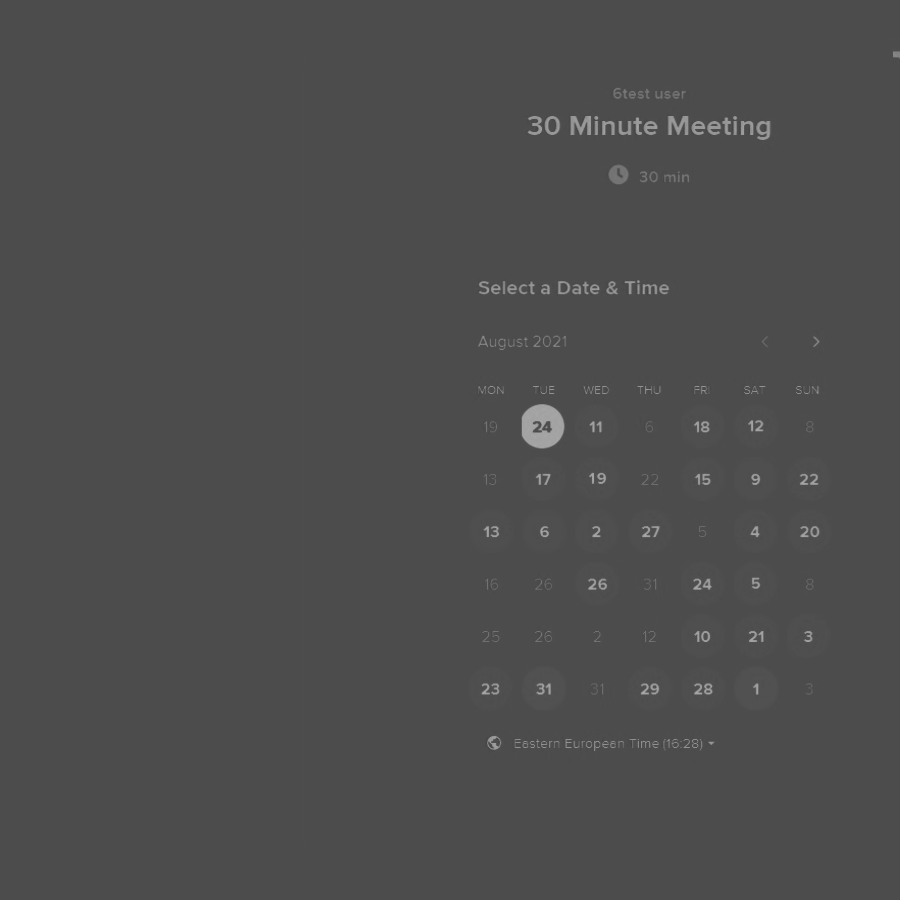 6test user
30 Minute Meeting
30 min
Select a Date & Time
August 2021
MON TUE WED THU FRI SAT SUN
19 24 11 6 18 12 8
13 17 19 22 15 9 22
13 6 2 27 5 4 20
16 26 26 31 24 5 8
25 26 2 12 10 21 3
23 31 31 29 28 1 3
Eastern European Time (16:28)